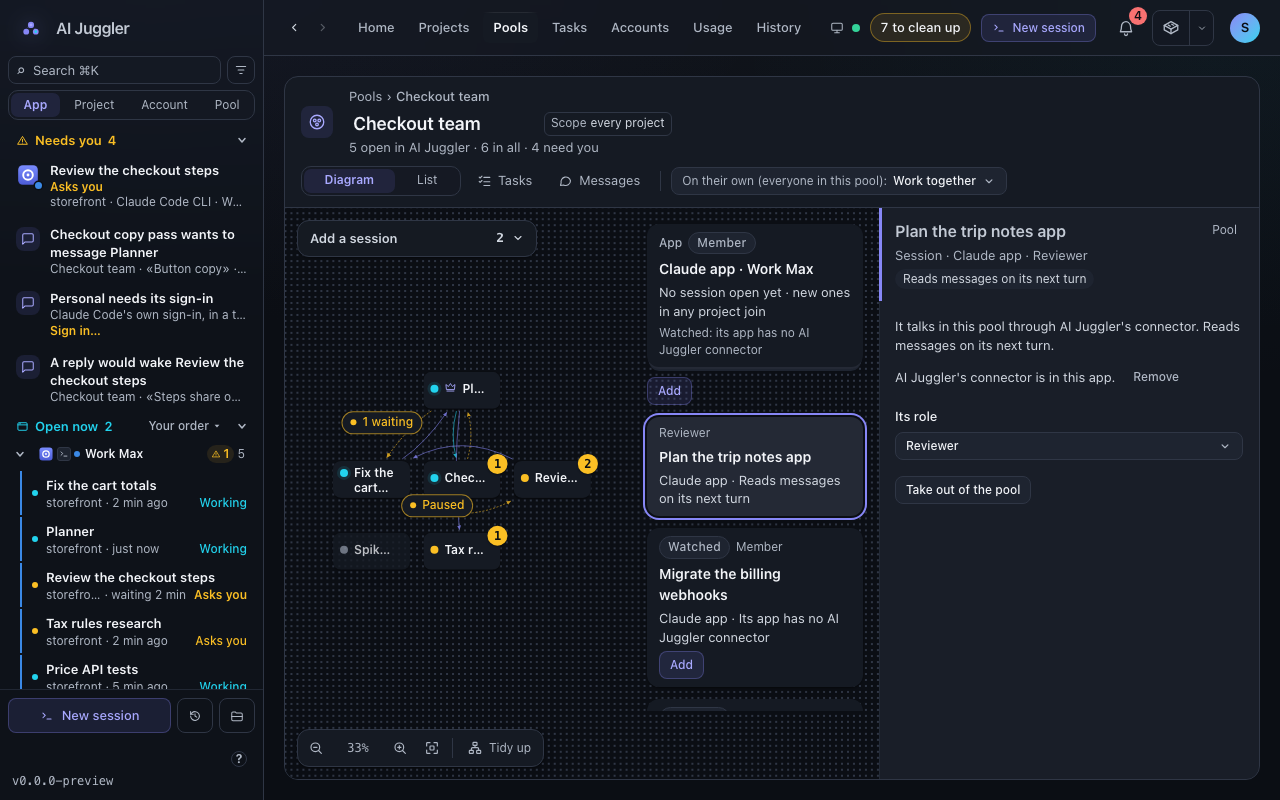 AI Juggler
Search ⌘K
App Project Account Pool
Needs you 4
Review the checkout steps
Asks you
storefront · Claude Code CLI · W…
Checkout copy pass wants to
message Planner
Checkout team · «Button copy» ·…
Personal needs its sign-in
Claude Code's own sign-in, in a t…
Sign in…
A reply would wake Review the
checkout steps
Checkout team · «Steps share o…
Open now 2 Your order
Work Max 1 5
Fix the cart totals
storefront · 2 min ago Working
Planner
storefront · just now Working
Review the checkout steps
storefro… · waiting 2 min Asks you
Tax rules research
storefront · 2 min ago Asks you
Price API tests
storefront · 5 min ago Working
New session
?
v0.0.0-preview
Home Projects Pools Tasks Accounts Usage History
7 to clean up
New session
4
S
Pools › Checkout team
Checkout team
Scope every project
5 open in AI Juggler · 6 in all · 4 need you
Diagram List Tasks Messages
On their own (everyone in this pool): Work together
Add a session 2
Pl…
1 waiting
Fix the
cart…
Chec… 1
Revie… 2
Paused
Spik…
Tax r… 1
33%
Tidy up
App Member
Claude app · Work Max
No session open yet · new ones
in any project join
Watched: its app has no AI
Juggler connector
Add
Reviewer
Plan the trip notes app
Claude app · Reads messages
on its next turn
Watched Member
Migrate the billing
webhooks
Claude app · Its app has no AI
Juggler connector
Add
Plan the trip notes app
Pool
Session · Claude app · Reviewer
Reads messages on its next turn
It talks in this pool through AI Juggler's connector. Reads
messages on its next turn.
AI Juggler's connector is in this app. Remove
Its role
Reviewer
Take out of the pool